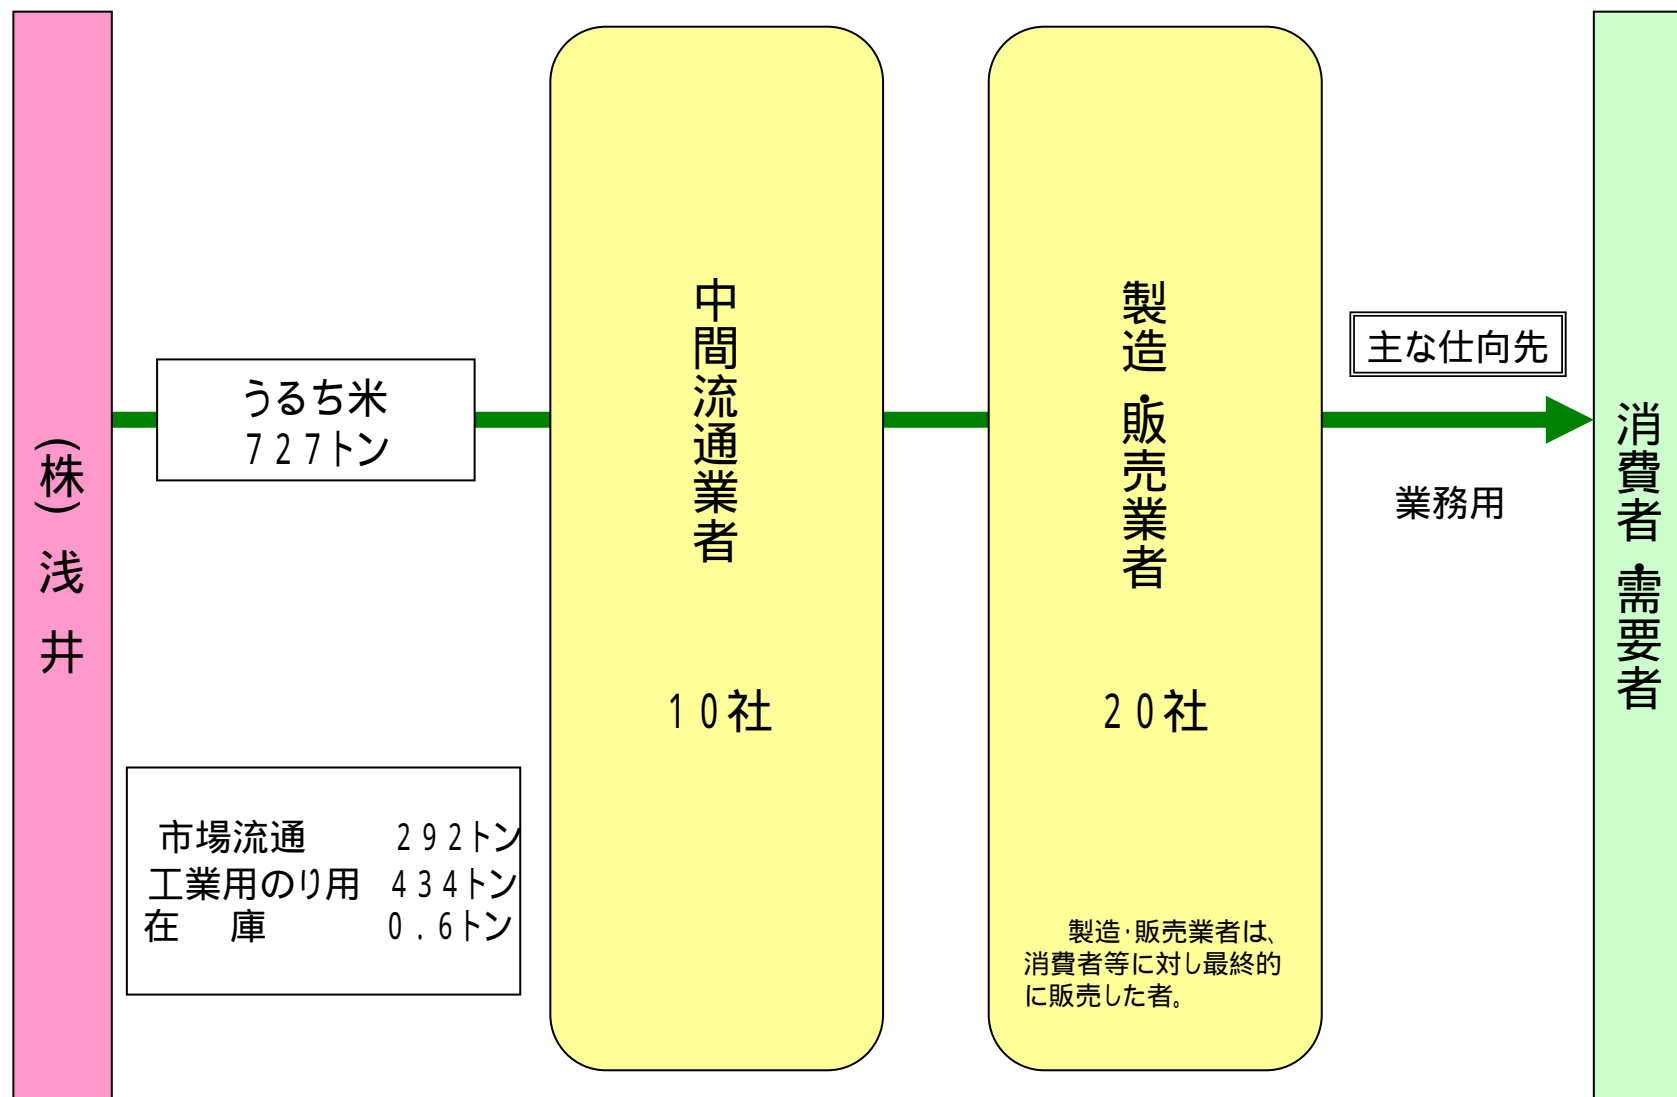 (株) 浅井
うるち米
727トン
市場流通 292トン
工業用のり用 434トン
在 庫 0.6トン
中間流通業者
10社
製造・販売業者
20社
製造・販売業者は、
消費者等に対し最終的
に販売した者。
主な仕向先
業務用
消費者・需要者